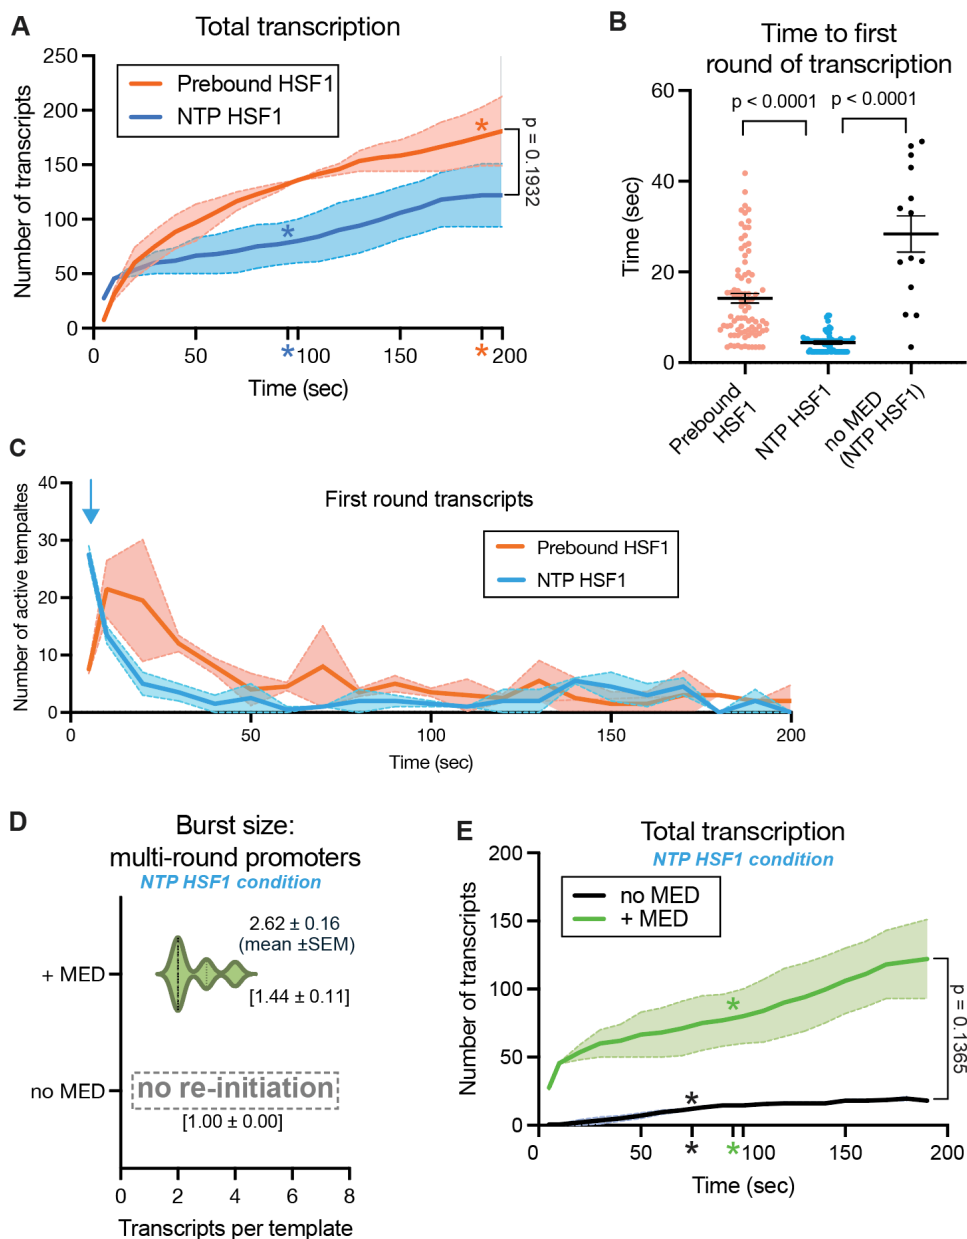 A
Total transcription
250
200
150
100
50
0
Number of transcripts
Prebound HSF1
NTP HSF1
*
*
p = 0.1932
0
50
100
150
200
*
*
Time (sec)
B
Time to first
round of transcription
p < 0.0001
p < 0.0001
60
40
20
0
Time (sec)
Prebound
HSF1
NTP HSF1
no MED
(NTP HSF1)
C
First round transcripts
40
30
20
10
0
Number of active tempaltes
Prebound HSF1
NTP HSF1
0
50
100
150
200
Time (sec)
D
Burst size:
multi-round promoters
NTP HSF1 condition
2.62 ± 0.16
(mean ±SEM)
+ MED
[1.44 ± 0.11]
no MED
no re-initiation
[1.00 ± 0.00]
0
2
4
6
8
Transcripts per template
E
Total transcription
NTP HSF1 condition
200
150
100
50
0
Number of transcripts
no MED
+ MED
*
*
p = 0.1365
0
50
100
150
200
*
*
Time (sec)